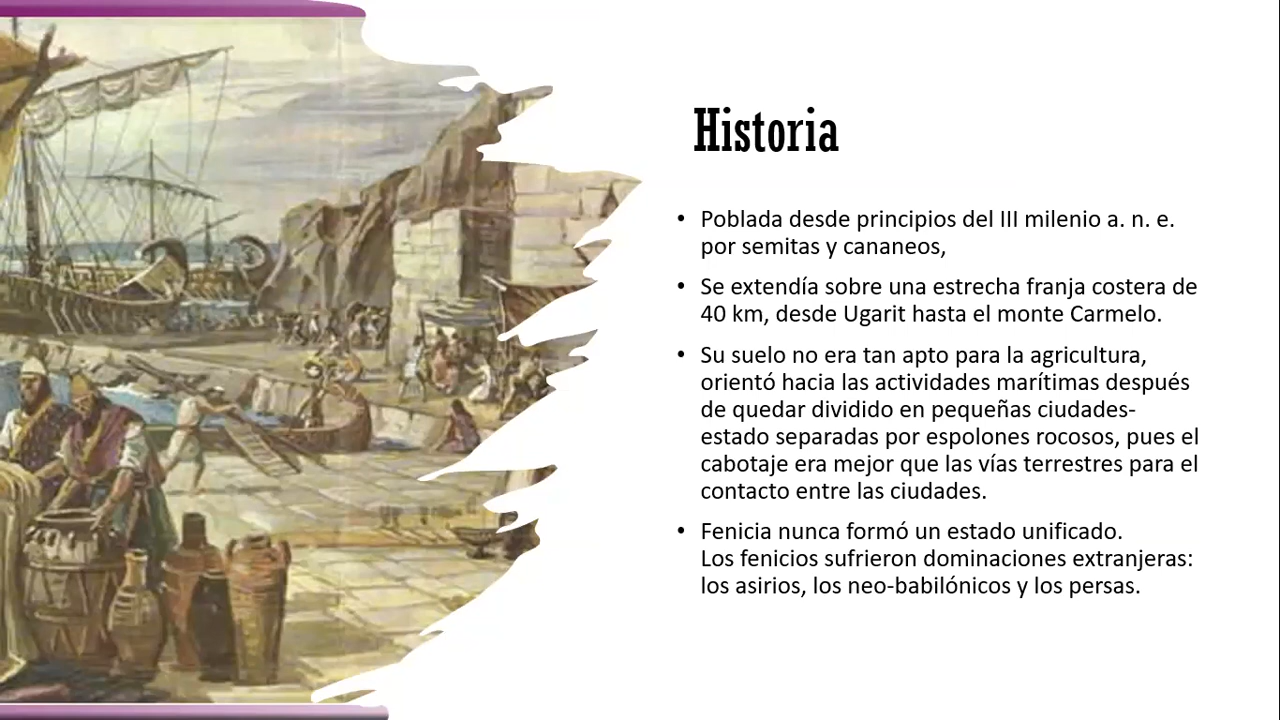 Historia
• Poblada desde principios del III milenio a. n. e.
por semitas y cananeos,
• Se extendía sobre una estrecha franja costera de
40 km, desde Ugarit hasta el monte Carmelo.
• Su suelo no era tan apto para la agricultura,
orientó hacia las actividades marítimas después
de quedar dividido en pequeñas ciudades-
estado separadas por espolones rocosos, pues el
cabotaje era mejor que las vías terrestres para el
contacto entre las ciudades.
• Fenicia nunca formó un estado unificado.
Los fenicios sufrieron dominaciones extranjeras:
los asirios, los neo-babilónicos y los persas.